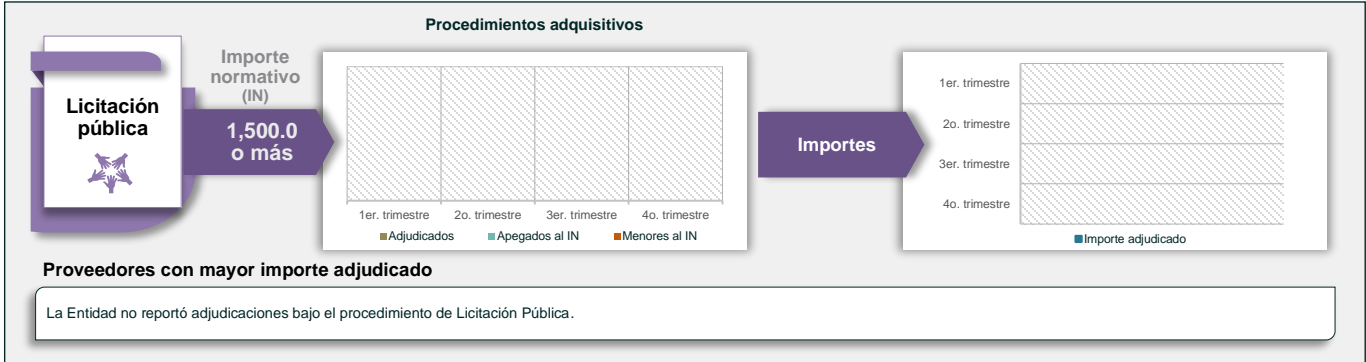 Procedimientos adquisitivos
Licitación
pública
Importe
normativo
(IN)
1,500.0
o más
1er. trimestre 2o. trimestre 3er. trimestre 4o. trimestre
Adjudicados Apegados al IN Menores al IN
Importes
1er. trimestre
2o. trimestre
3er. trimestre
4o. trimestre
Importe adjudicado
Proveedores con mayor importe adjudicado
La Entidad no reportó adjudicaciones bajo el procedimiento de Licitación Pública.